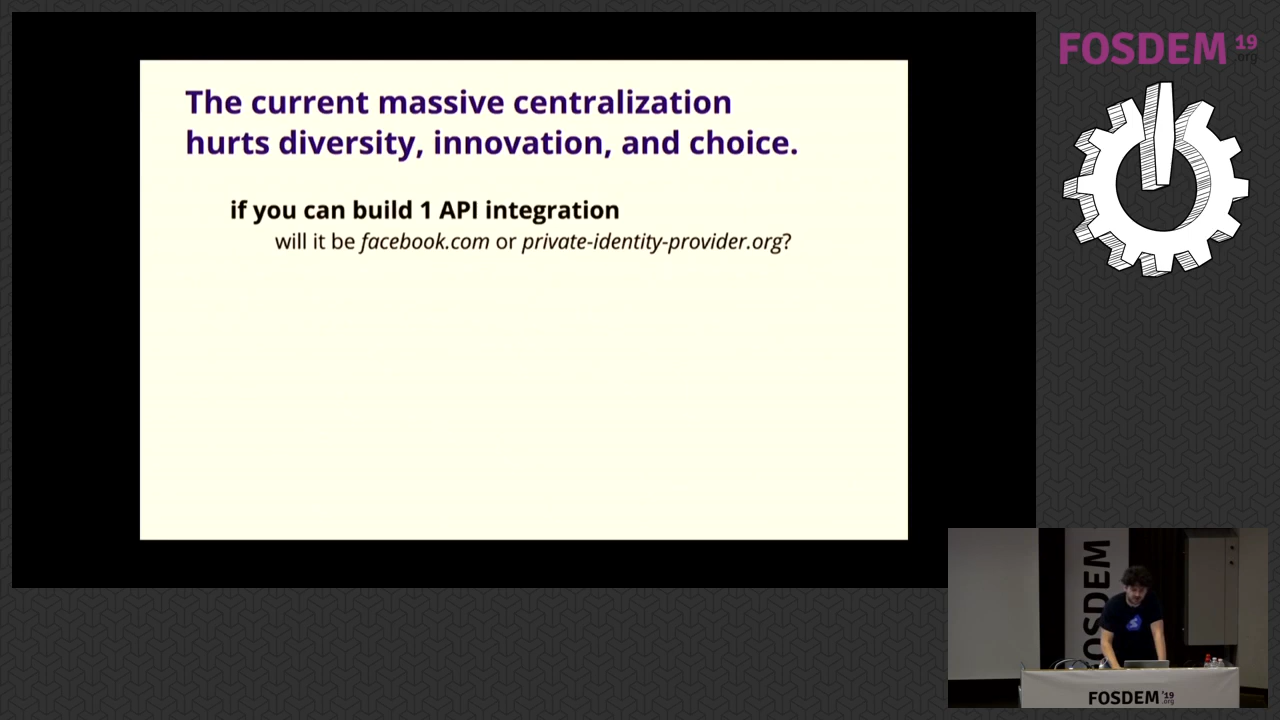 The current massive centralization
hurts diversity, innovation, and choice.
if you can build 1 API integration
will it be facebook.com or private-identity-provider.org?
FOSDEM 19
.org
FOSDEM
FOSDEM '19
.org